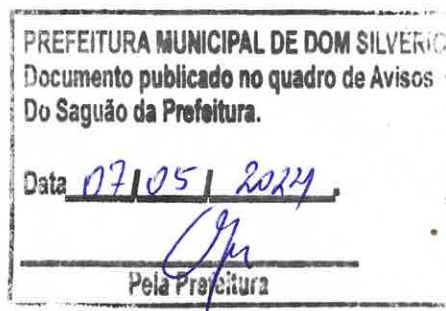 PREFEITURA MUNICIPAL DE DOM SILVÉRIO
Documento publicado no quadro de Avisos
Do Saguão da Prefeitura.
Data 07/05/2024.
Pela Prefeitura